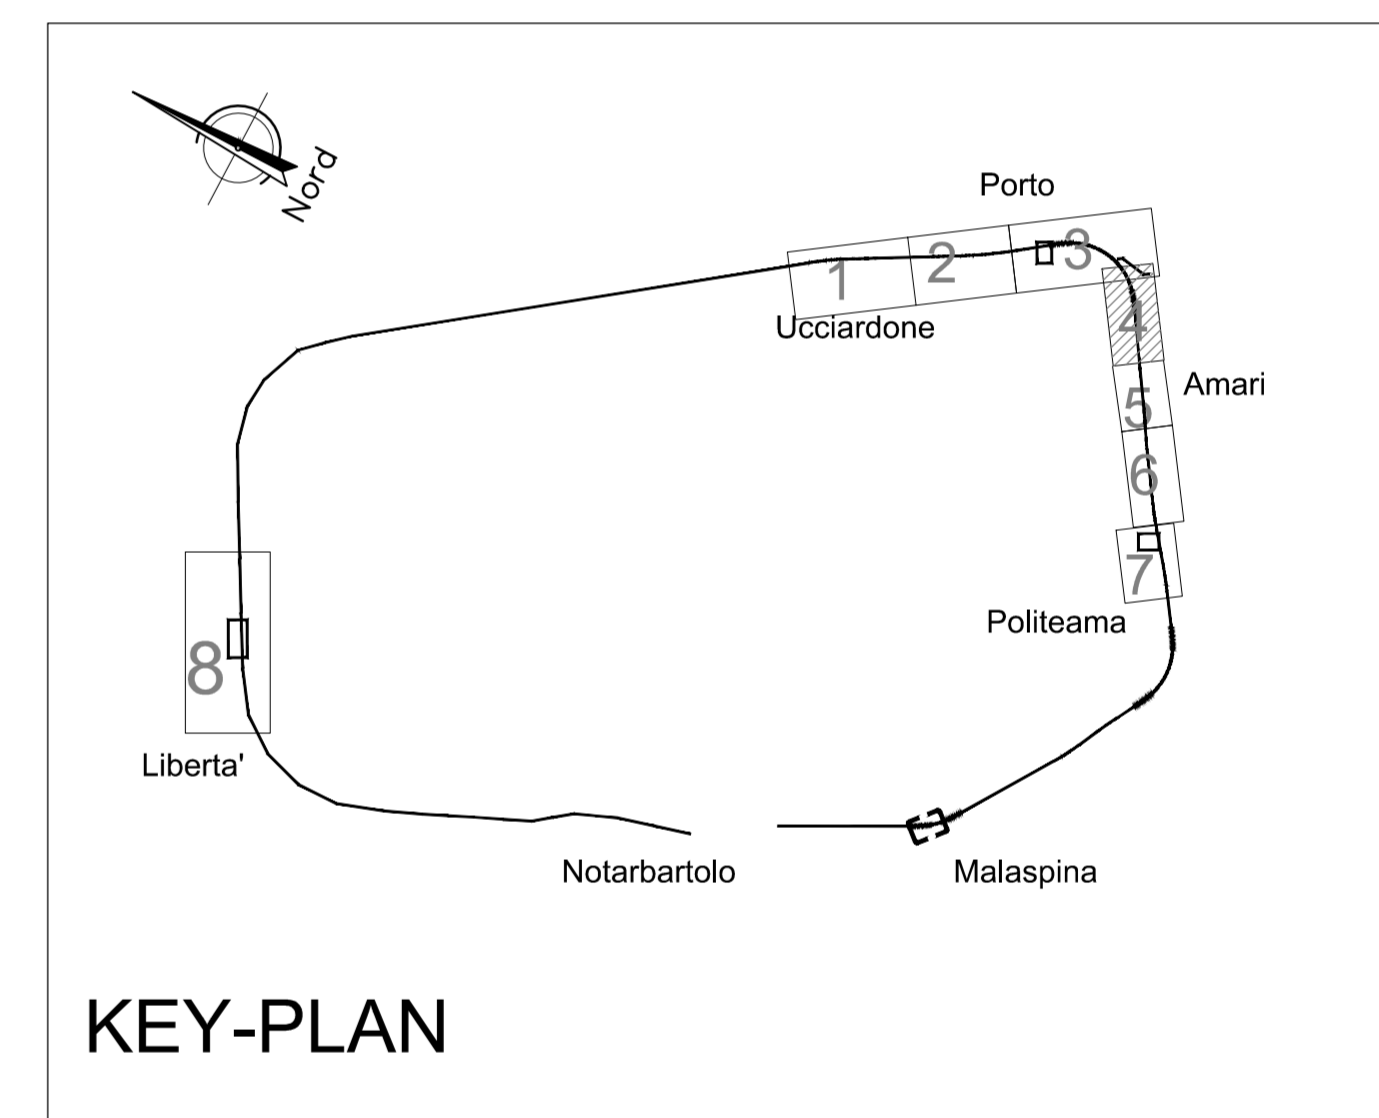 Nord
Porto
1
2
3
Ucciardone
4
Amari
5
6
7
Politeama
8
Liberta'
Notarbartolo
Malaspina
KEY-PLAN